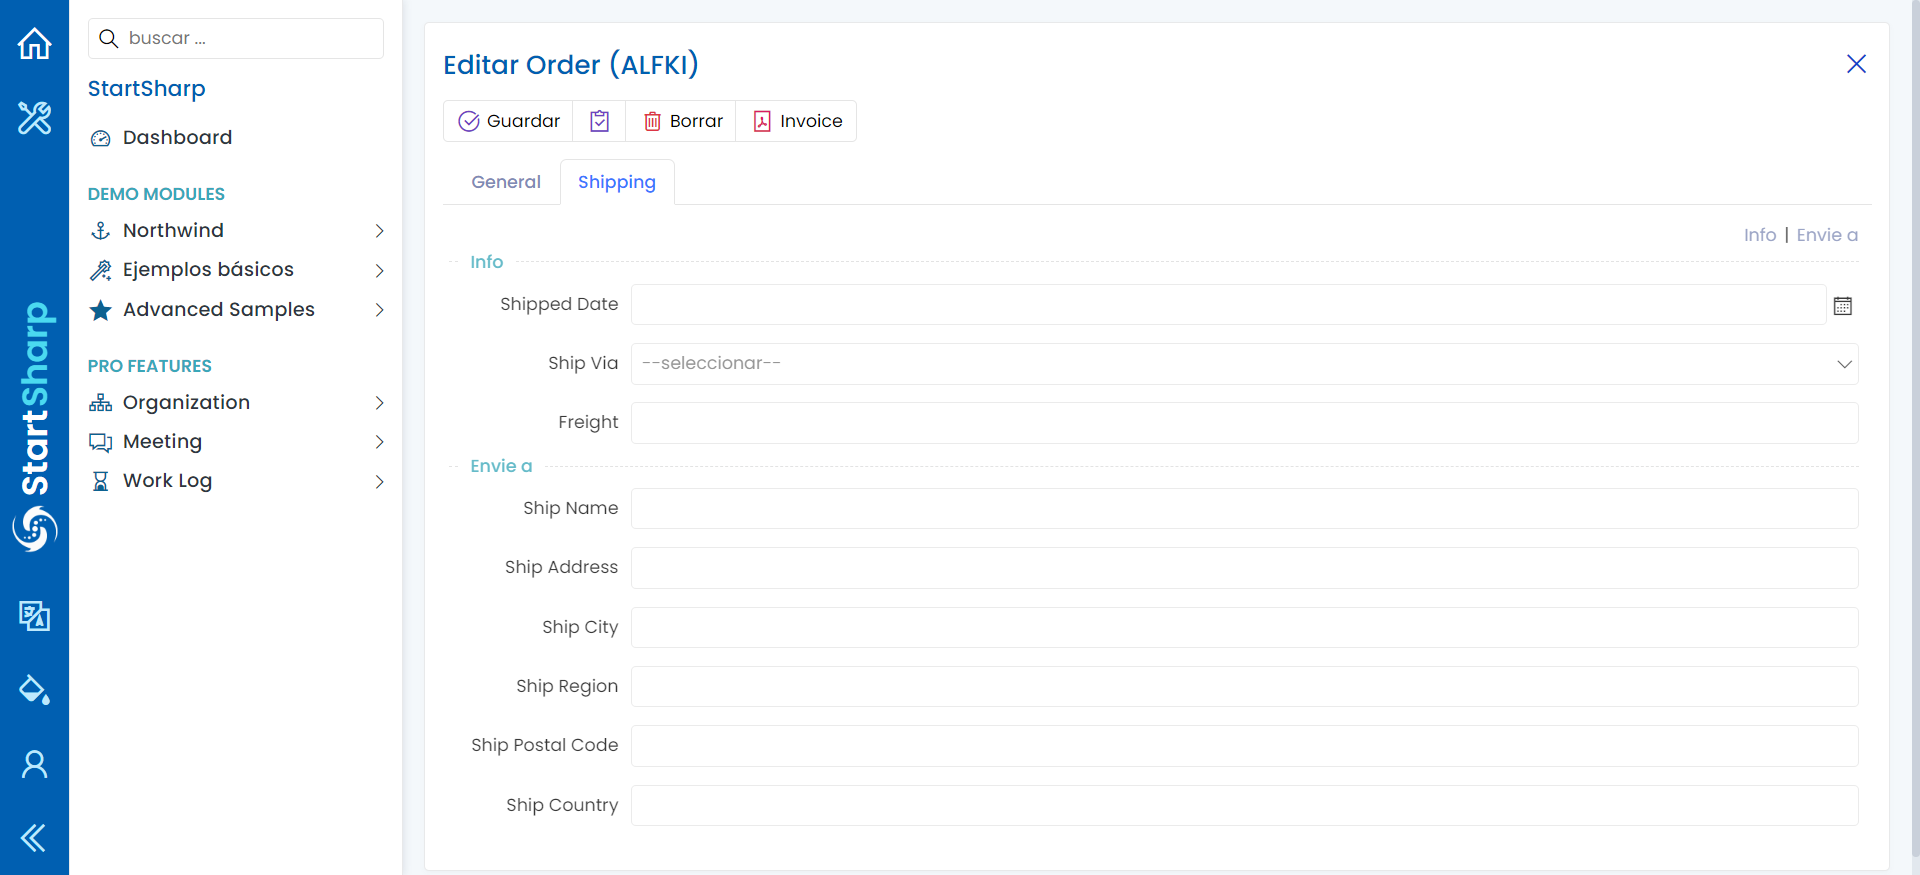 buscar ...
StartSharp
Dashboard
DEMO MODULES
Northwind
Ejemplos básicos
Advanced Samples
PRO FEATURES
Organization
Meeting
Work Log
StartSharp
Editar Order (ALFKI)
Guardar
Borrar
Invoice
General
Shipping
Info | Envie a
Info
Shipped Date
Ship Via
--seleccionar--
Freight
Envie a
Ship Name
Ship Address
Ship City
Ship Region
Ship Postal Code
Ship Country